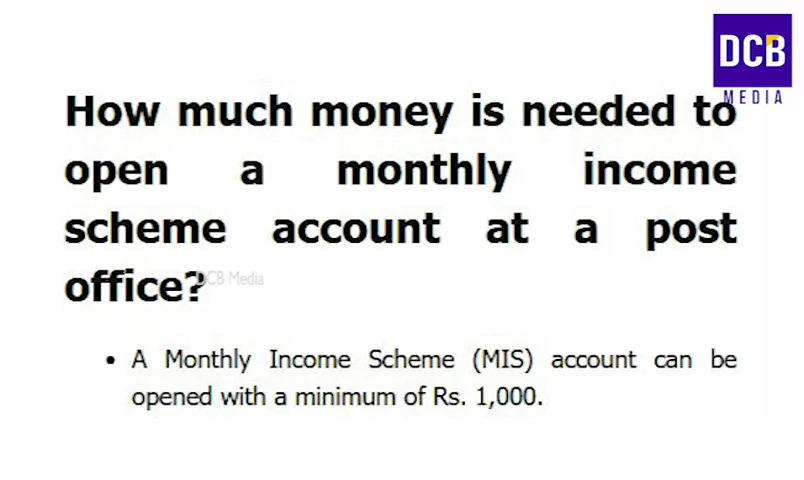 DCB
MEDIA
How much money is needed to
open a monthly income
scheme account at a post
office?
DCB Media
• A Monthly Income Scheme (MIS) account can be
opened with a minimum of Rs. 1,000.